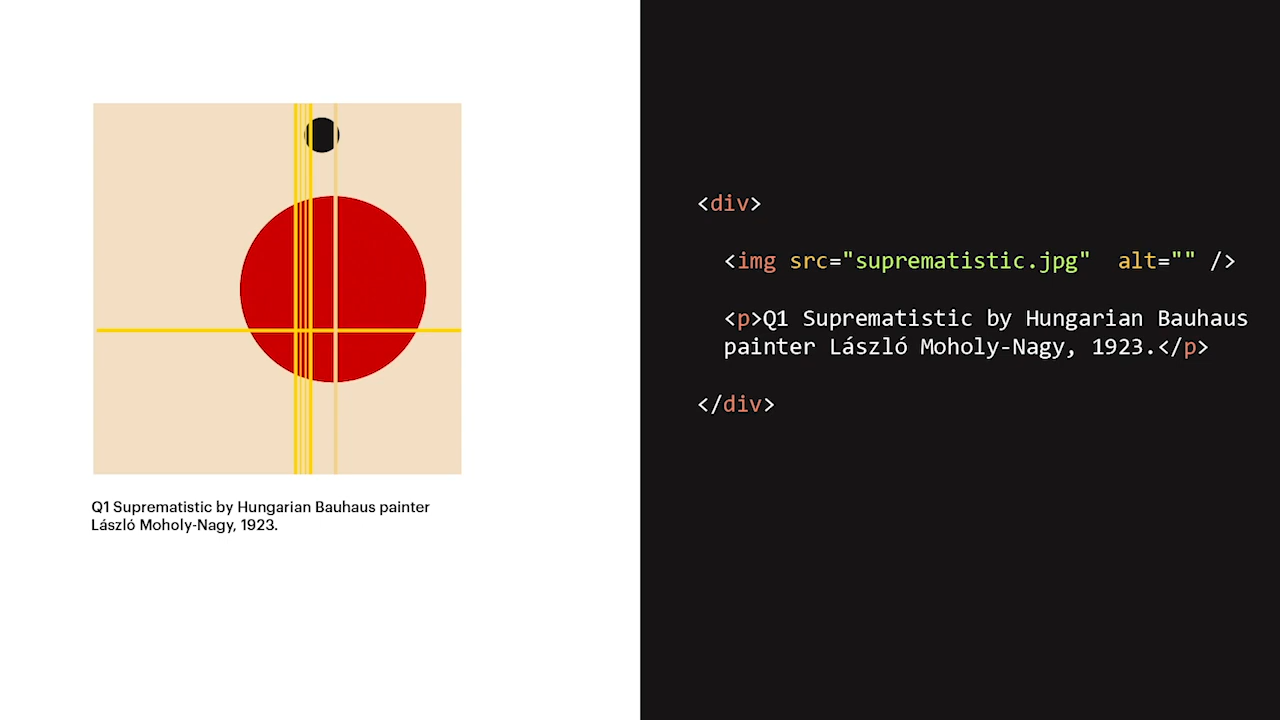 Q1 Suprematistic by Hungarian Bauhaus painter
László Moholy-Nagy, 1923.
<div>
<img src="suprematistic.jpg" alt="" />
<p>Q1 Suprematistic by Hungarian Bauhaus
painter László Moholy-Nagy, 1923.</p>
</div>